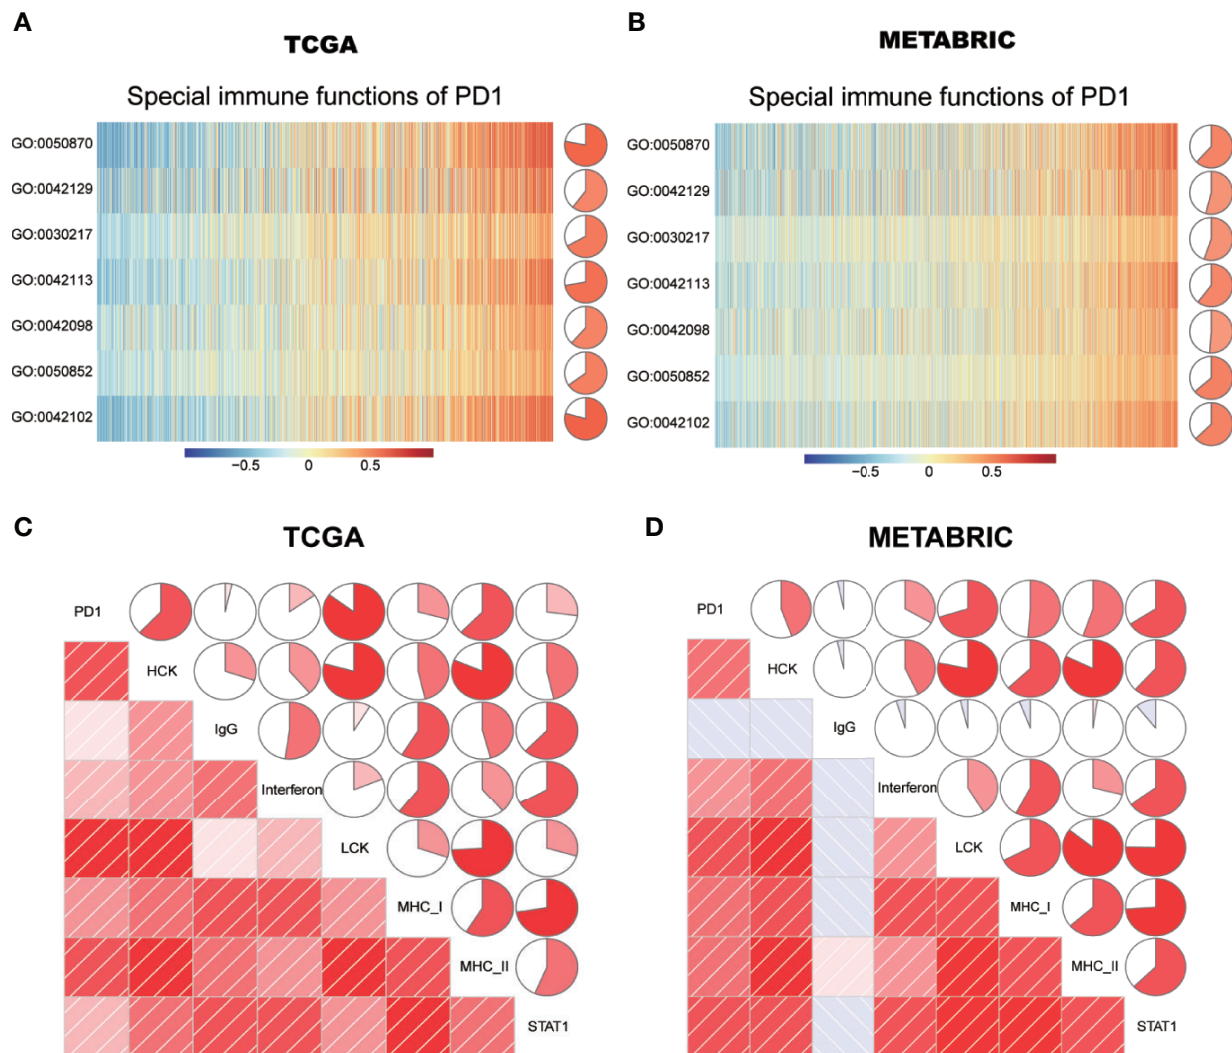 A
TCGA
Special immune functions of PD1
GO:0050870
GO:0042129
GO:0030217
GO:0042113
GO:0042098
GO:0050852
GO:0042102
−0.5 0 0.5
B
METABRIC
Special immune functions of PD1
GO:0050870
GO:0042129
GO:0030217
GO:0042113
GO:0042098
GO:0050852
GO:0042102
−0.5 0 0.5
C
TCGA
PD1
HCK
IgG
Interferon
LCK
MHC_I
MHC_II
STAT1
D
METABRIC
PD1
HCK
IgG
Interferon
LCK
MHC_I
MHC_II
STAT1